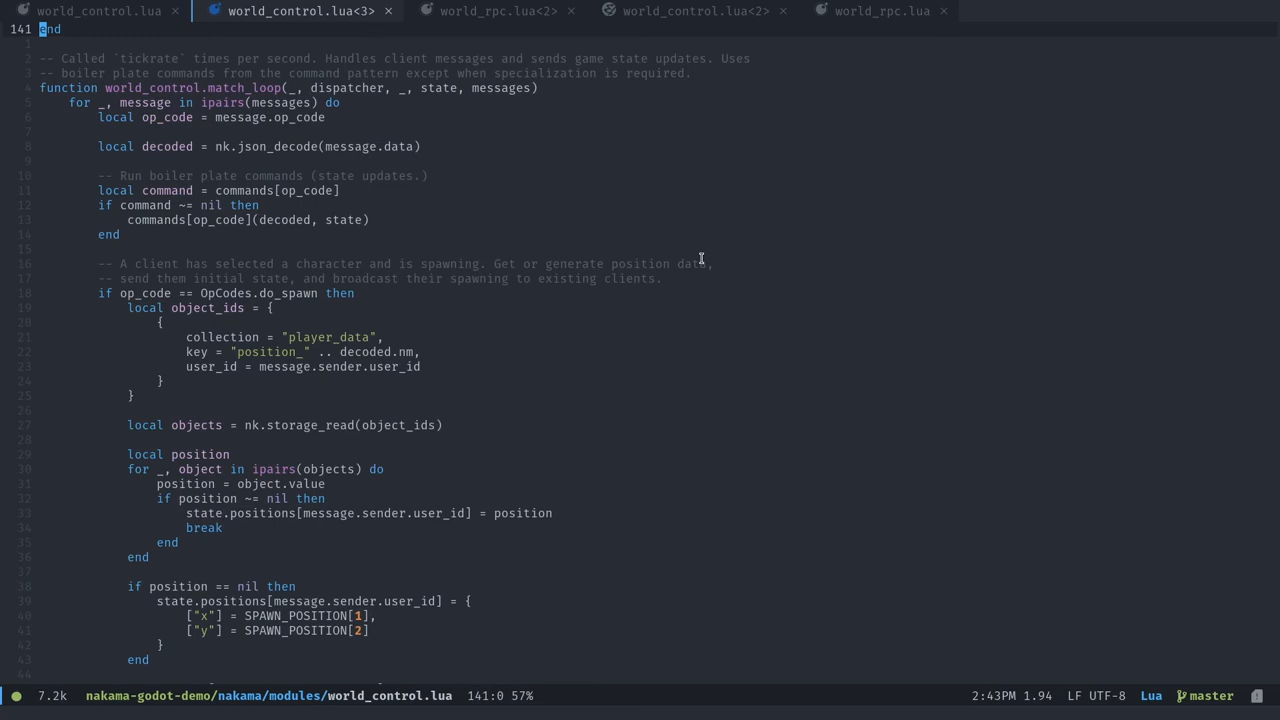 world_control.lua × world_control.lua<3> × world_rpc.lua<2> × world_control.lua<2> × world_rpc.lua ×
141 end
1
2 -- Called `tickrate` times per second. Handles client messages and sends game state updates. Uses
3 -- boiler plate commands from the command pattern except when specialization is required.
4 function world_control.match_loop(_, dispatcher, _, state, messages)
5 for _, message in ipairs(messages) do
6 local op_code = message.op_code
7
8 local decoded = nk.json_decode(message.data)
9
10 -- Run boiler plate commands (state updates.)
11 local command = commands[op_code]
12 if command ~= nil then
13 commands[op_code](decoded, state)
14 end
15
16 -- A client has selected a character and is spawning. Get or generate position data,
17 -- send them initial state, and broadcast their spawning to existing clients.
18 if op_code == OpCodes.do_spawn then
19 local object_ids = {
20 {
21 collection = "player_data",
22 key = "position_" .. decoded.nm,
23 user_id = message.sender.user_id
24 }
25 }
26
27 local objects = nk.storage_read(object_ids)
28
29 local position
30 for _, object in ipairs(objects) do
31 position = object.value
32 if position ~= nil then
33 state.positions[message.sender.user_id] = position
34 break
35 end
36 end
37
38 if position == nil then
39 state.positions[message.sender.user_id] = {
40 ["x"] = SPAWN_POSITION[1],
41 ["y"] = SPAWN_POSITION[2]
42 }
43 end
44
7.2k nakama-godot-demo/nakama/modules/world_control.lua 141:0 57% 2:43PM 1.94 LF UTF-8 Lua master